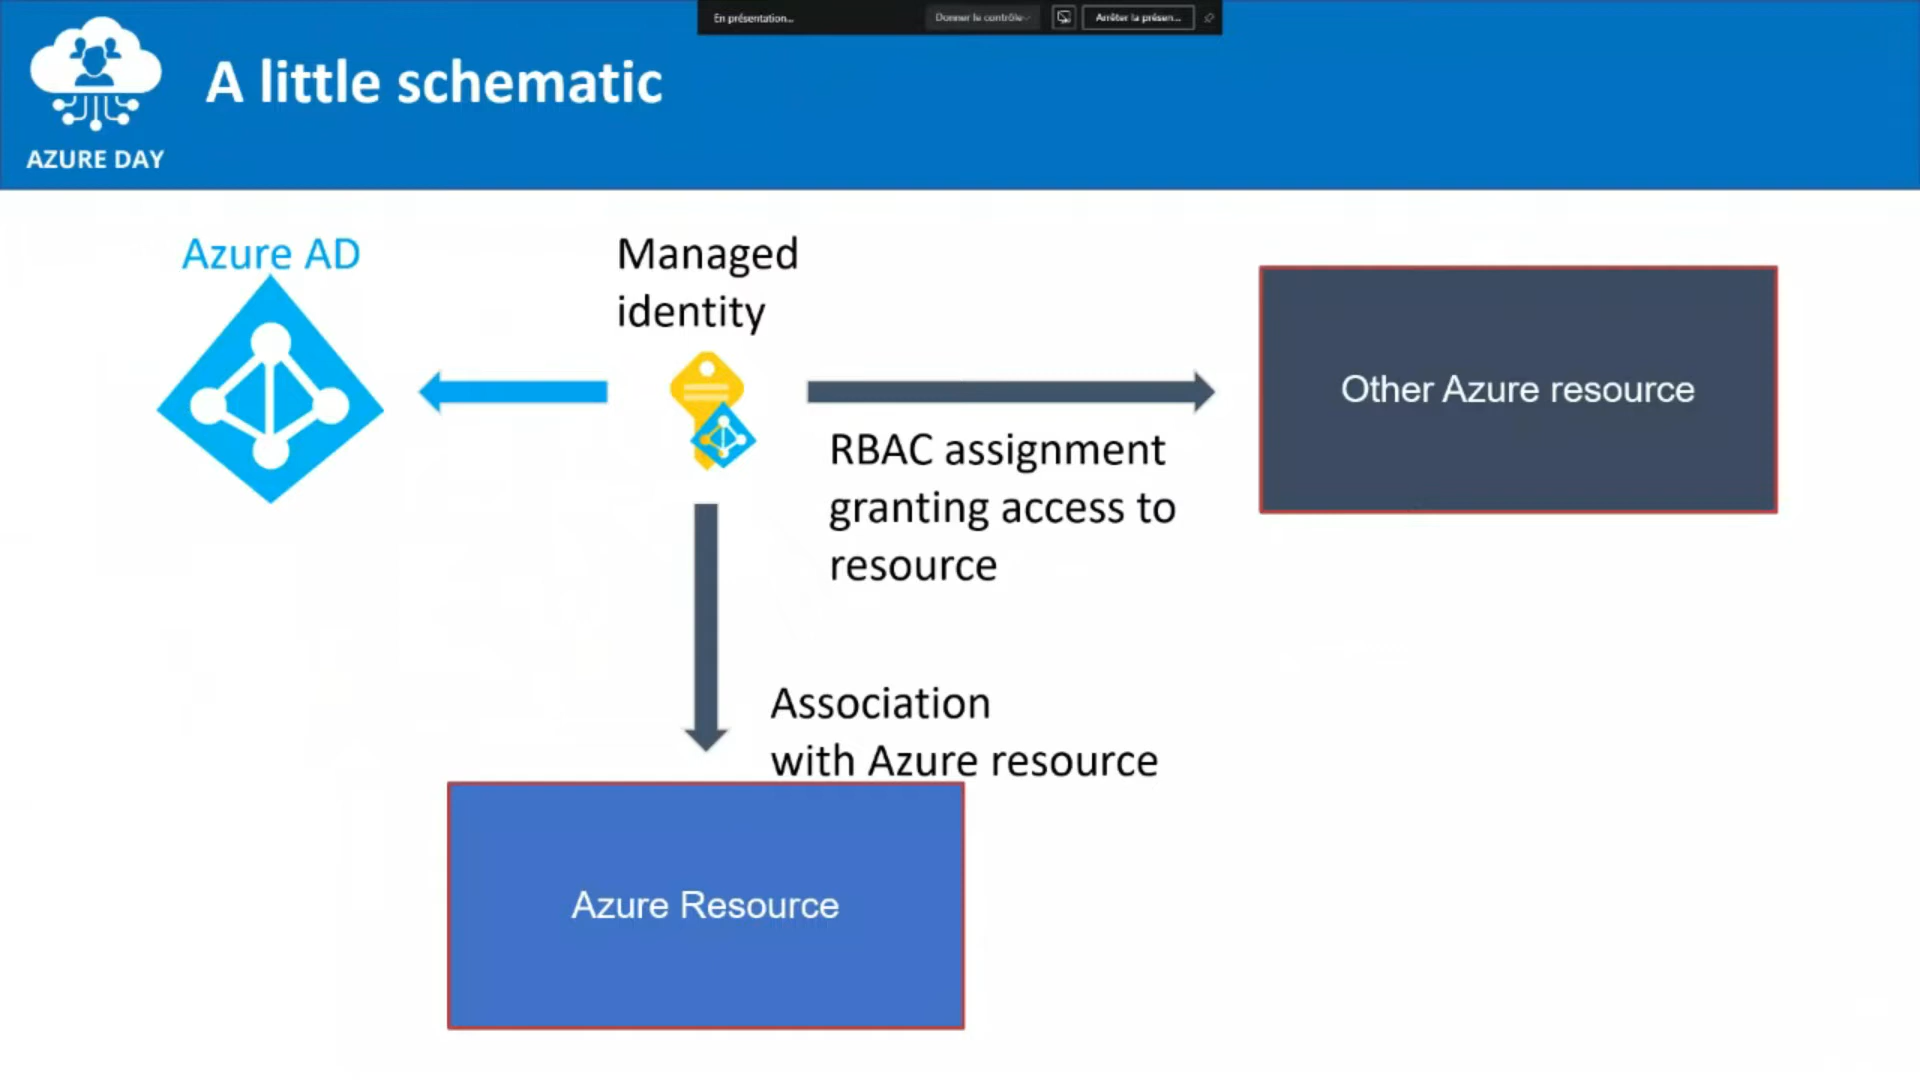 En présentation...
Donner le contrôle
Arrêter la présen...
A little schematic
AZURE DAY
Azure AD
Managed
identity
Other Azure resource
RBAC assignment
granting access to
resource
Association
with Azure resource
Azure Resource